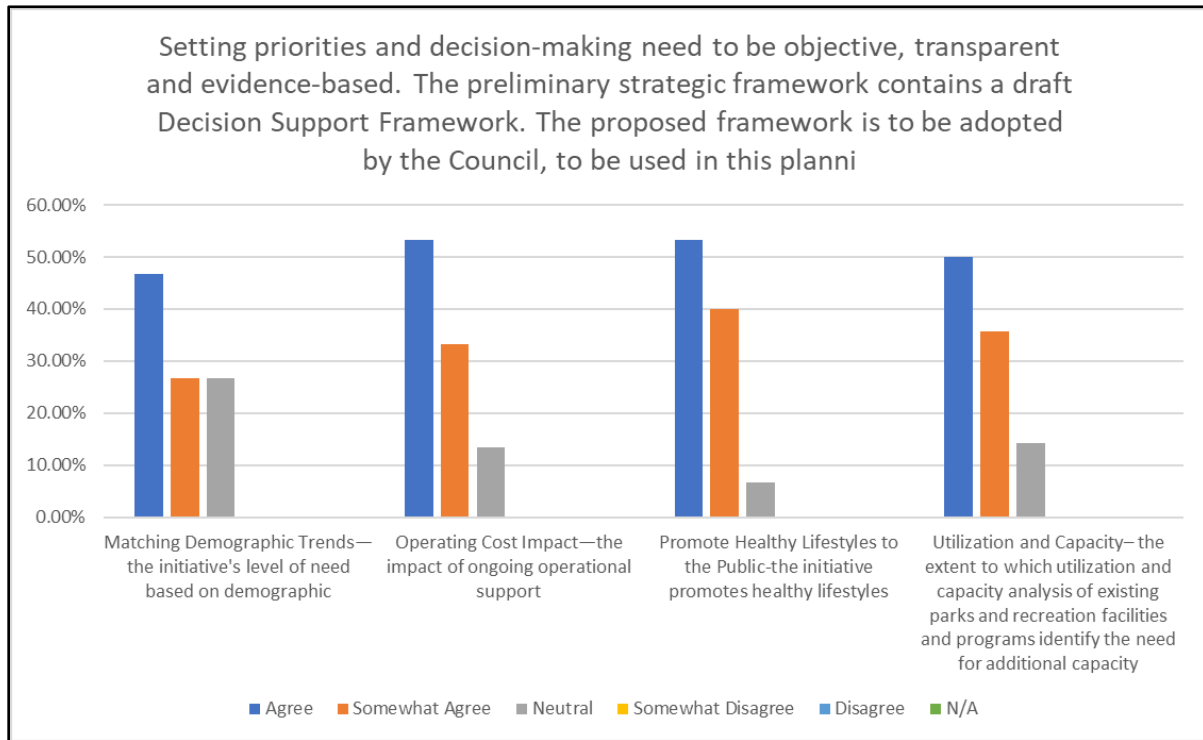 Setting priorities and decision-making need to be objective, transparent
and evidence-based. The preliminary strategic framework contains a draft
Decision Support Framework. The proposed framework is to be adopted
by the Council, to be used in this planni
60.00%
50.00%
40.00%
30.00%
20.00%
10.00%
0.00%
Matching Demographic Trends—
the initiative's level of need
based on demographic
Operating Cost Impact—the
impact of ongoing operational
support
Promote Healthy Lifestyles to
the Public-the initiative
promotes healthy lifestyles
Utilization and Capacity– the
extent to which utilization and
capacity analysis of existing
parks and recreation facilities
and programs identify the need
for additional capacity
Agree
Somewhat Agree
Neutral
Somewhat Disagree
Disagree
N/A